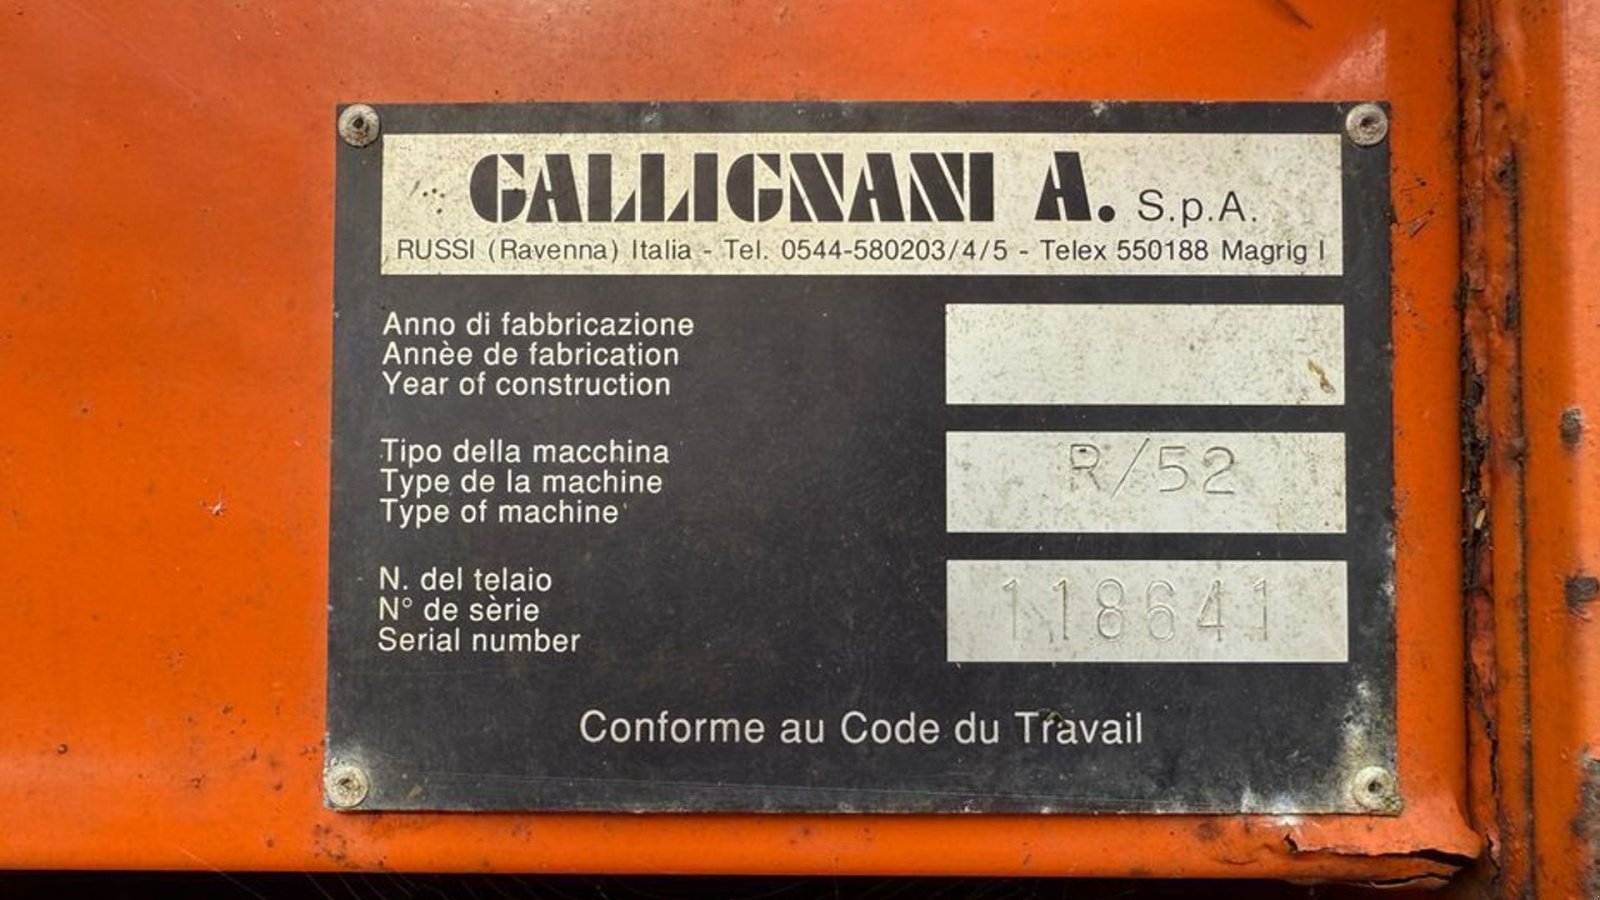 GALLIGNANI A. S.p.A.
RUSSI (Ravenna) Italia - Tel. 0544-580203/4/5 - Telex 550188 Magrig I
Anno di fabbricazione
Annèe de fabrication
Year of construction
Tipo della macchina
Type de la machine
Type of machine
R/52
N. del telaio
N° de sèrie
Serial number
118641
Conforme au Code du Travail